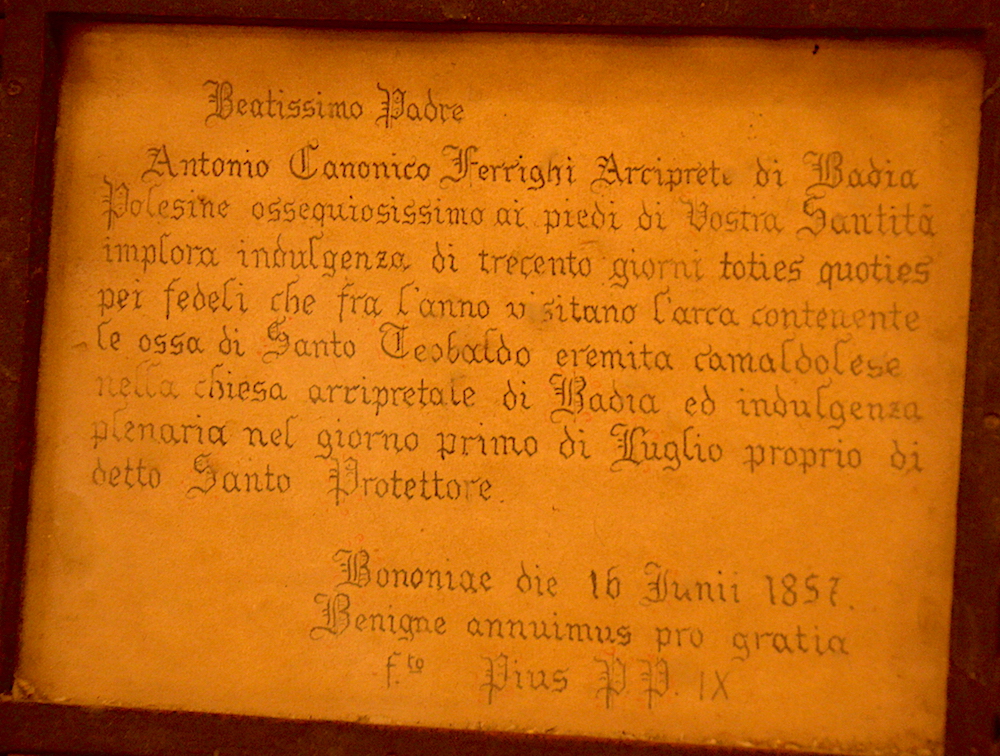 Beatissimo Padre
Antonio Canonico Ferrighi Arciprete di Badia
Polesine ossequiosissimo ai piedi di Vostra Santità
implora indulgenza di trecento giorni toties quoties
pei fedeli che fra l'anno visitano l'arca contenente
le ossa di Santo Teobaldo eremita camaldolese
nella chiesa arcipretale di Badia ed indulgenza
plenaria nel giorno primo di Luglio proprio di
detto Santo Protettore.
Bononiae die 16 Junii 1857.
Benigne annuimus pro gratia
f.to Pius P P. IX